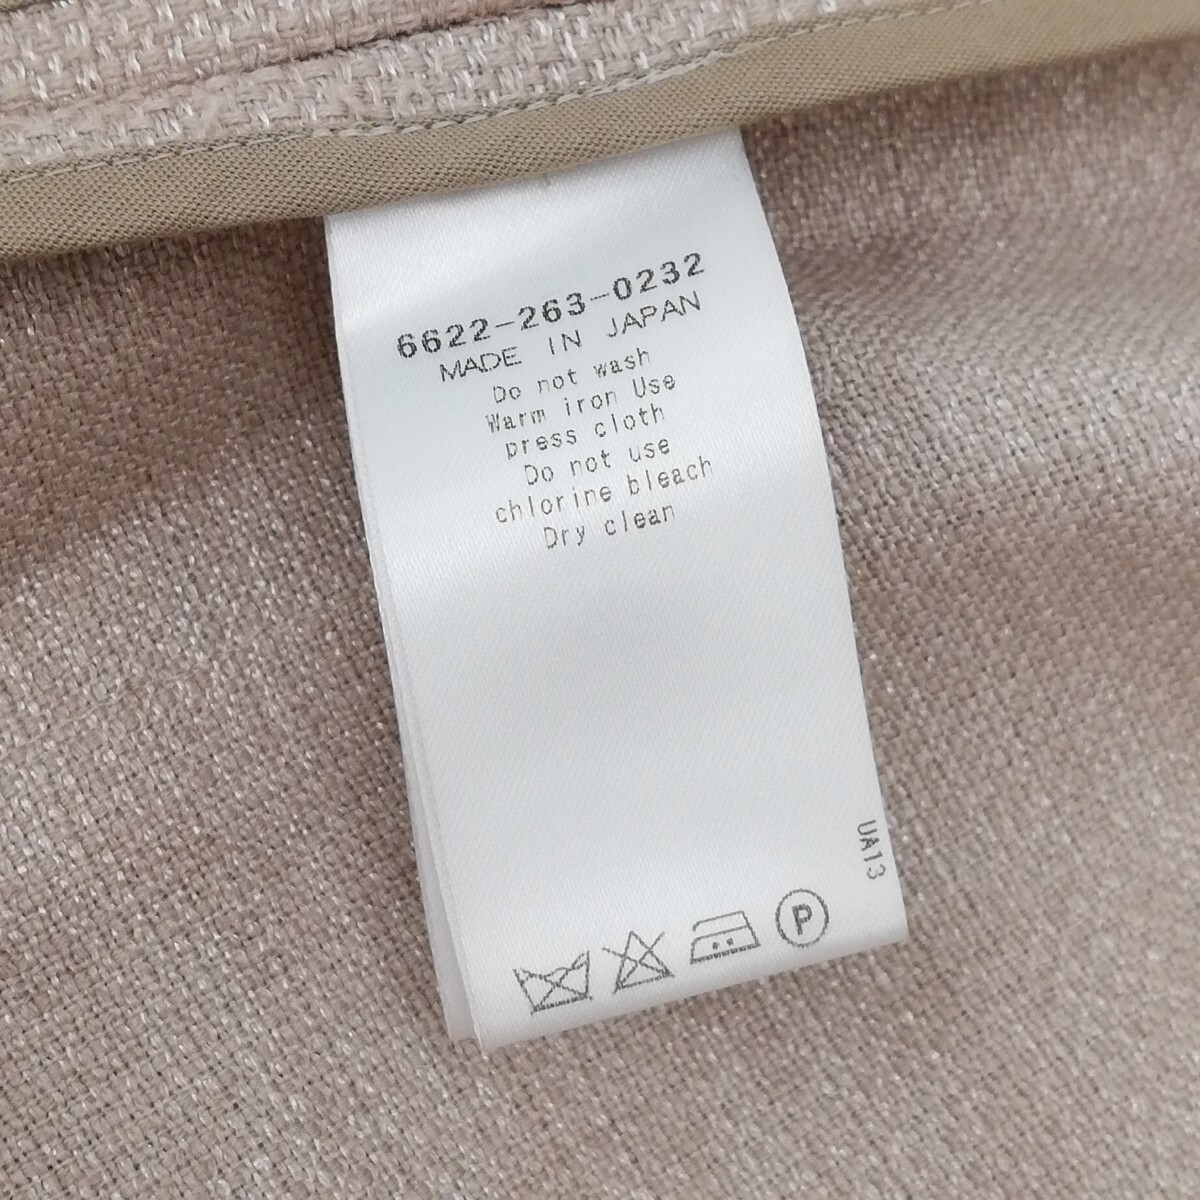 6622-263-0232
MADE IN JAPAN
Do not wash
Warm iron Use
press cloth
Do not use
chlorine bleach
Dry clean
UA13
P